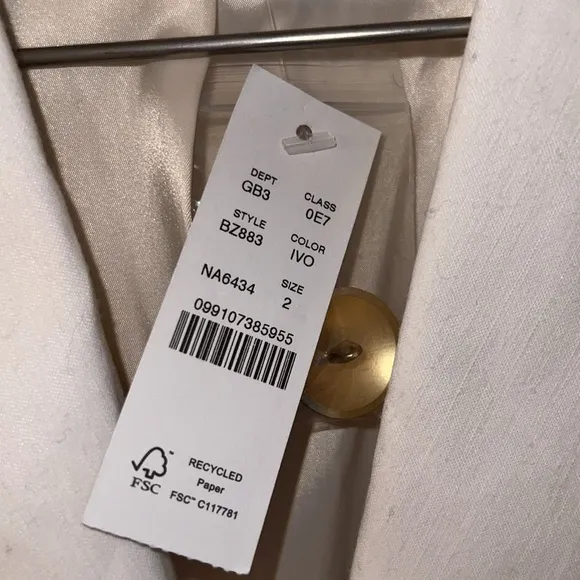 DEPT CLASS
GB3 0E7
STYLE COLOR
BZ883 IVO
NA6434 SIZE
2
099107385955
FSC
RECYCLED
Paper
FSC™ C117781